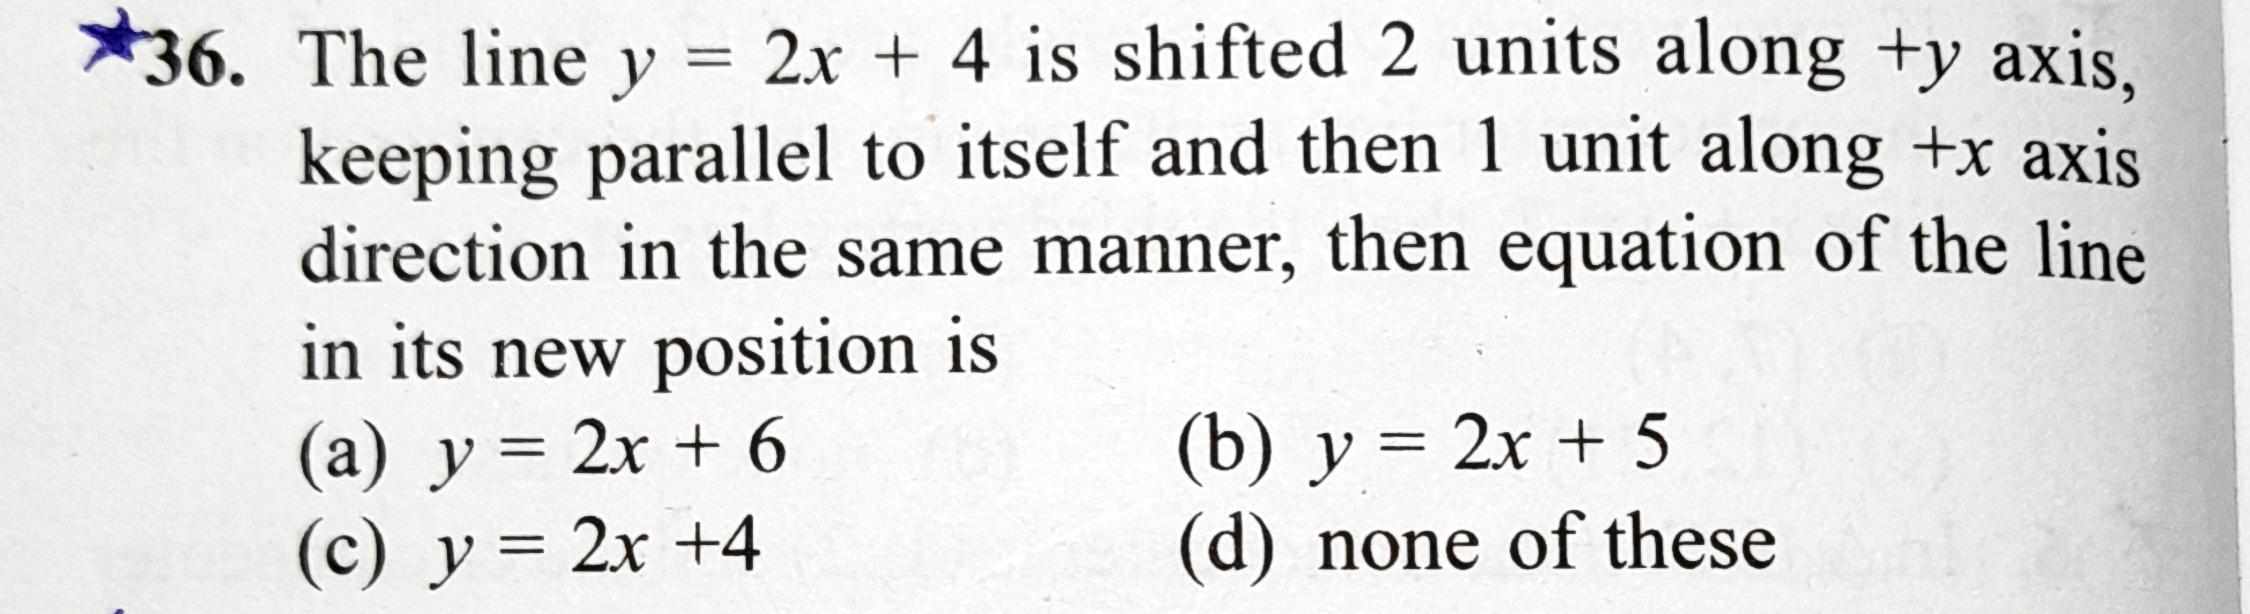 ★36. The line y = 2x + 4 is shifted 2 units along +y axis,
keeping parallel to itself and then 1 unit along +x axis
direction in the same manner, then equation of the line
in its new position is
(a) y = 2x + 6 (b) y = 2x + 5
(c) y = 2x +4 (d) none of these